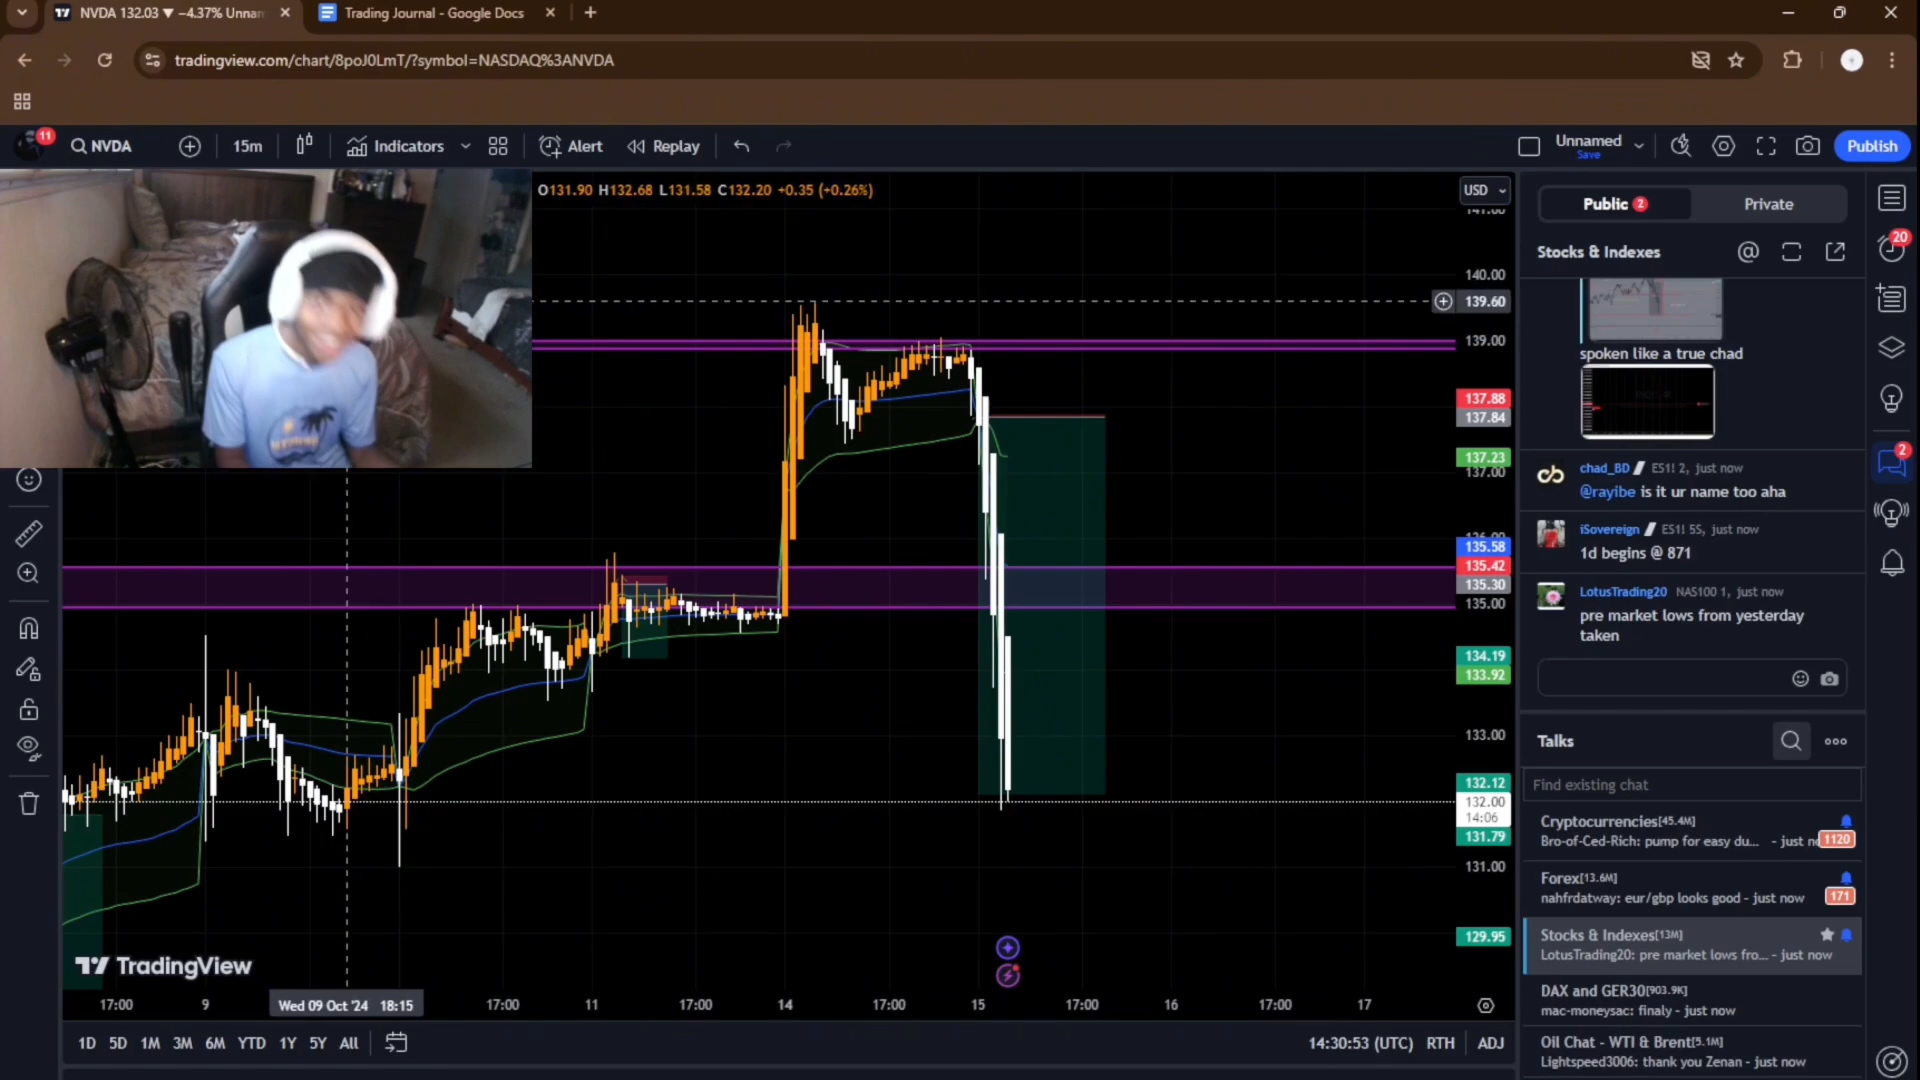 NVDA 132.03 ▼ −4.37% Unnan
Trading Journal - Google Docs
tradingview.com/chart/8poJ0LmT/?symbol=NASDAQ%3ANVDA
11
NVDA
15m
Indicators
Alert
Replay
Unnamed
Save
Publish
O131.90 H132.68 L131.58 C132.20 +0.35 (+0.26%)
USD
141.00
140.00
139.60
139.00
137.88
137.84
137.23
137.00
136.00
135.58
135.42
135.30
135.00
134.19
133.92
133.00
132.12
132.00
14:06
131.79
131.00
129.95
TradingView
17:00
9
Wed 09 Oct '24 18:15
17:00
11
17:00
14
17:00
15
17:00
16
17:00
17
1D 5D 1M 3M 6M YTD 1Y 5Y All
14:30:53 (UTC) RTH ADJ
Public 2
Private
Stocks & Indexes
20
2
spoken like a true chad
chad_BD ES1! 2, just now
@rayibe is it ur name too aha
iSovereign ES1! 5S, just now
1d begins @ 871
LotusTrading20 NAS100 1, just now
pre market lows from yesterday
taken
Talks
Find existing chat
Cryptocurrencies[45.4M]
Bro-of-Ced-Rich: pump for easy du... - just n
1120
Forex[13.6M]
nahfrdatway: eur/gbp looks good - just now
171
Stocks & Indexes[13M]
LotusTrading20: pre market lows fro... - just now
DAX and GER30[903.9K]
mac-moneysac: finaly - just now
Oil Chat - WTI & Brent[5.1M]
Lightspeed3006: thank you Zenan - just now